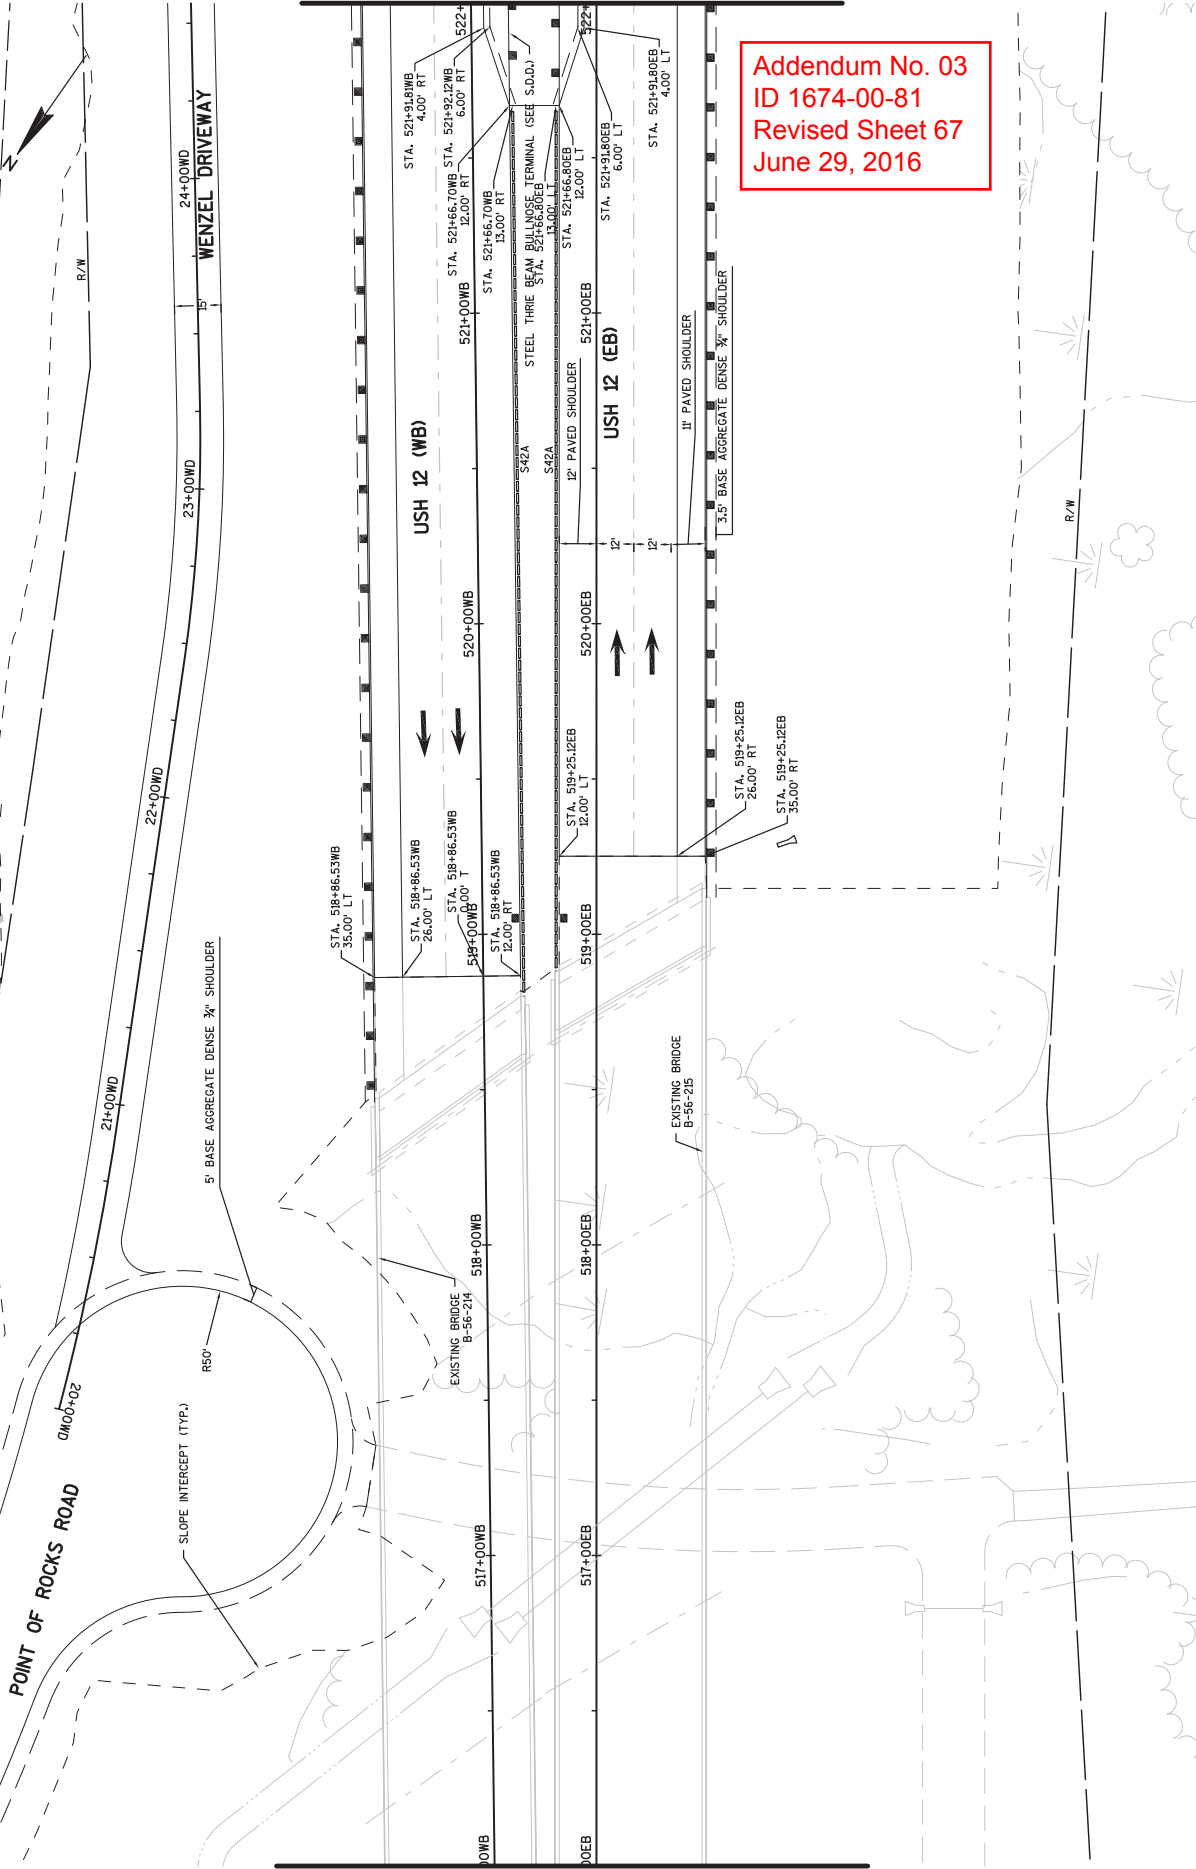 Addendum No. 03
ID 1674-00-81
Revised Sheet 67
June 29, 2016
N
24+00WD
WENZEL DRIVEWAY
R/W
15'
23+00WD
22+00WD
21+00WD
20+00WD
5' BASE AGGREGATE DENSE ¾" SHOULDER
R50'
SLOPE INTERCEPT (TYP.)
POINT OF ROCKS ROAD
522+
STA. 521+91.81WB
4.00' RT
STA. 521+92.12WB
6.00' RT
STA. 521+66.70WB
12.00' RT
STA. 521+66.70WB
13.00' RT
STEEL THRIE BEAM BULLNOSE TERMINAL (SEE S.D.D.)
STA. 521+66.80EB
13.00' LT
STA. 521+66.80EB
12.00' LT
522+
STA. 521+91.80EB
6.00' LT
STA. 521+91.80EB
4.00' LT
521+00WB
521+00EB
USH 12 (WB)
USH 12 (EB)
S42A
S42A
12' PAVED SHOULDER
11' PAVED SHOULDER
3.5' BASE AGGREGATE DENSE ¾" SHOULDER
12'
12'
R/W
520+00WB
520+00EB
STA. 518+86.53WB
35.00' LT
STA. 518+86.53WB
26.00' LT
STA. 518+86.53WB
0.00' T
STA. 518+86.53WB
12.00' RT
519+00WB
519+00EB
STA. 519+25.12EB
12.00' LT
STA. 519+25.12EB
26.00' RT
STA. 519+25.12EB
35.00' RT
EXISTING BRIDGE
B-56-215
518+00WB
518+00EB
EXISTING BRIDGE
B-56-214
517+00WB
517+00EB
00WB
00EB